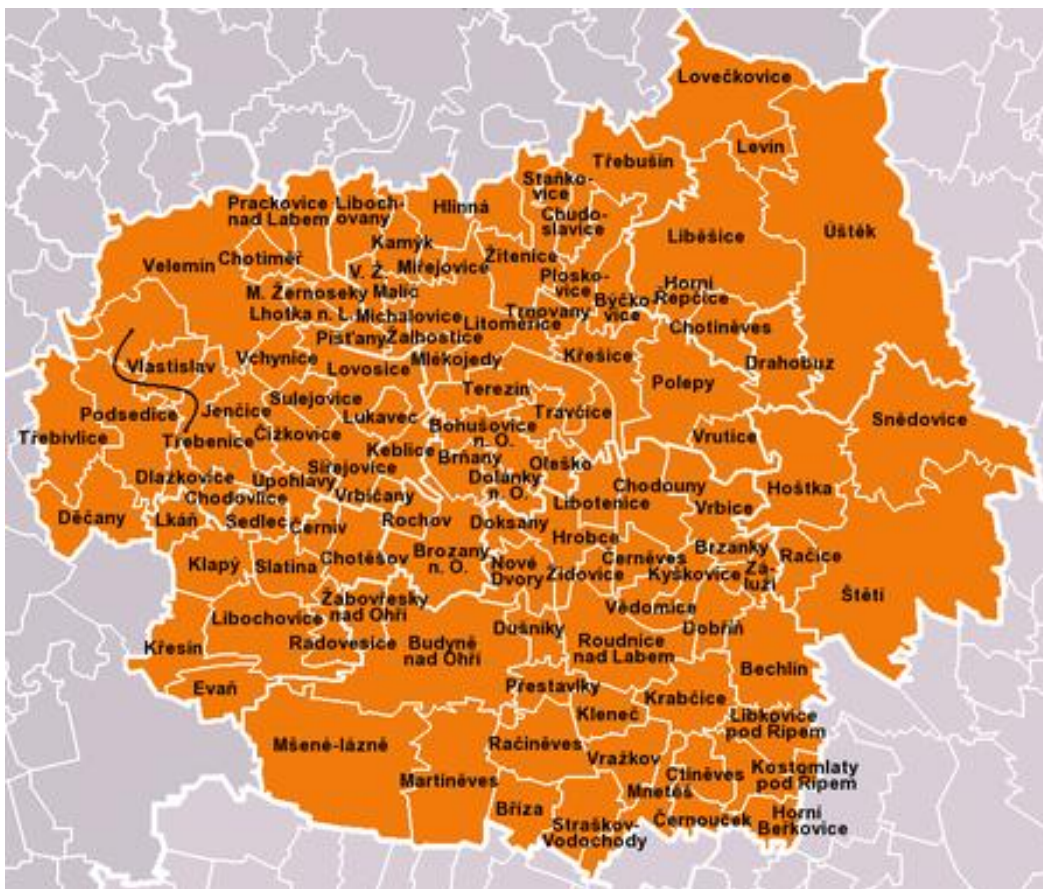 Lovečkovice
Levín
Třebušín
Staňko-
vice
Chudo-
slavice
Prackovice
nad Labem
Liboch-
ovany
Hlinná
Úštěk
Liběšice
Kamýk
Žitenice
Velemín
Chotiměř
V. Ž.
Miřejovice
Plosko-
vice
Horní
Řepčice
M. Žernoseky
Malíč
Býčko-
vice
Lhotka n. L.
Michalovice
Trnovany
Litoměřice
Chotiněves
Píšťany
Žalhostice
Vchynice
Mlékojedy
Křešice
Drahobuz
Vlastislav
Lovosice
Terezín
Polepy
Sulejovice
Podsedice
Jenčice
Lukavec
Travčice
Snědovice
Bohušovice
n. O.
Třebívlice
Třebenice
Čížkovice
Vrutice
Keblice
Brňany
Siřejovice
Oleško
Dlažkovice
Úpohlavy
Dolánky
n. O.
Chodouny
Hoštka
Chodovlice
Vrbičany
Libotenice
Vrbice
Děčany
Lkáň
Sedlec
Černiv
Rochov
Doksany
Hrobce
Brzánky
Klapý
Slatina
Chotěšov
Brozany
n. O.
Nové
Dvory
Židovice
Černěves
Kyškovice
Zá-
luží
Račice
Štětí
Žabovřesky
nad Ohří
Libochovice
Vědomice
Dušníky
Dobříň
Křesín
Radovesice
Budyně
nad Ohří
Roudnice
nad Labem
Bechlín
Evaň
Přestavlky
Krabčice
Kleneč
Libkovice
pod Řípem
Mšené-lázně
Račiněves
Vražkov
Martiněves
Ctiněves
Kostomlaty
pod Řípem
Mnetěš
Bříza
Straškov-
Vodochody
Černouček
Horní
Beřkovice